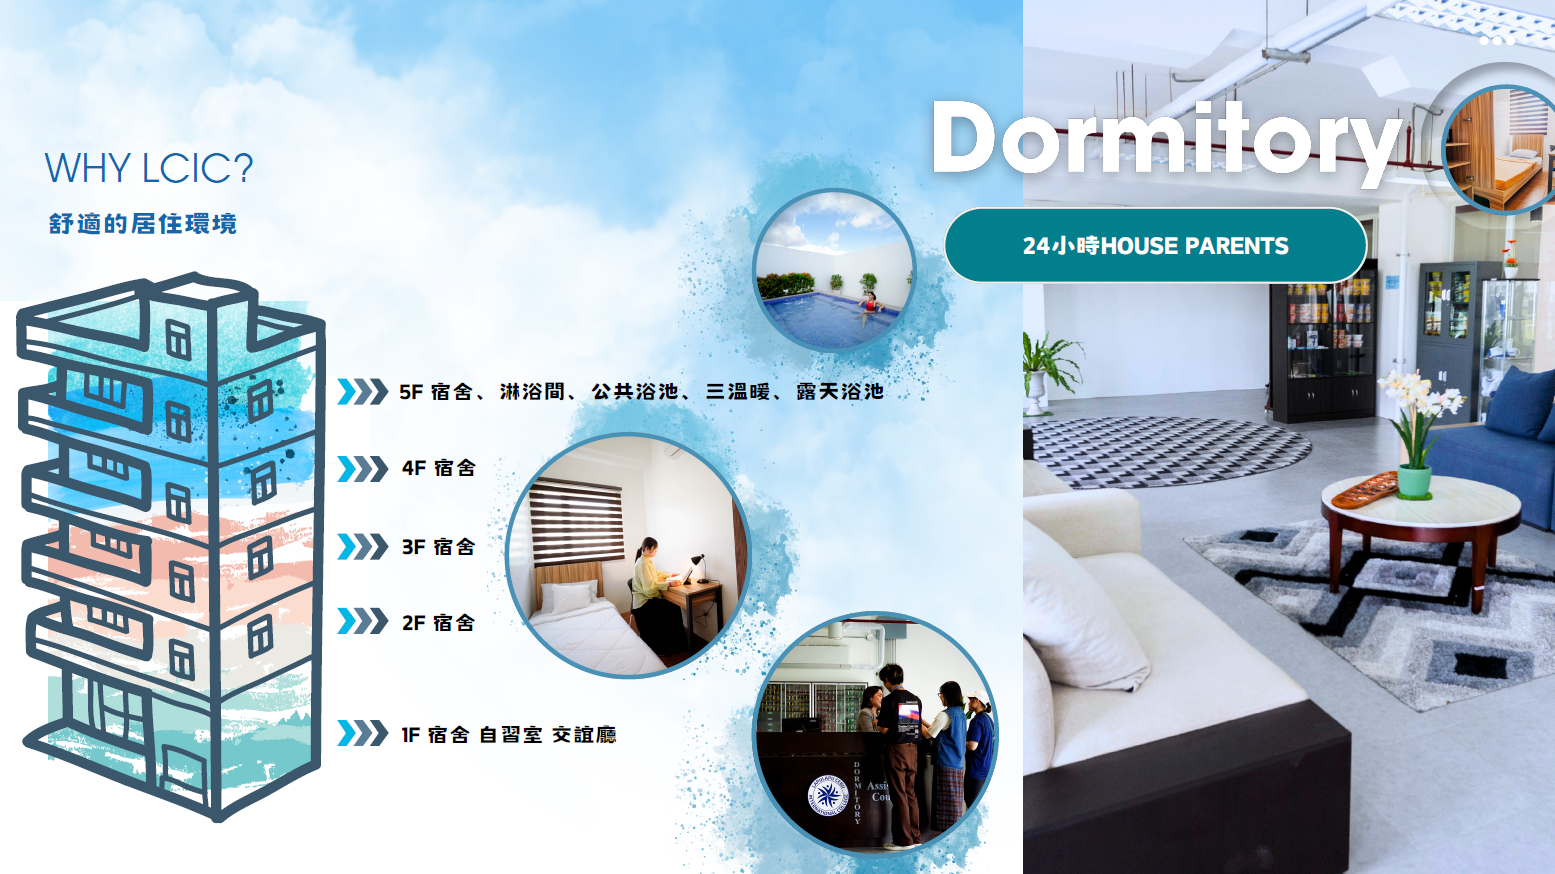 WHY LCIC?
舒適的居住環境
Dormitory
24小時HOUSE PARENTS
5F 宿舍、淋浴間、公共浴池、三溫暖、露天浴池
4F 宿舍
3F 宿舍
2F 宿舍
1F 宿舍 自習室 交誼廳
DORMITORY